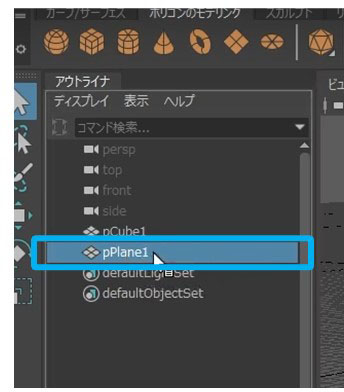 カーブ/サーフェス ポリゴンのモデリング スカルプト
アウトライナ
ディスプレイ 表示 ヘルプ
コマンド検索...
persp
top
front
side
pCube1
pPlane1
defaultLightSet
defaultObjectSet